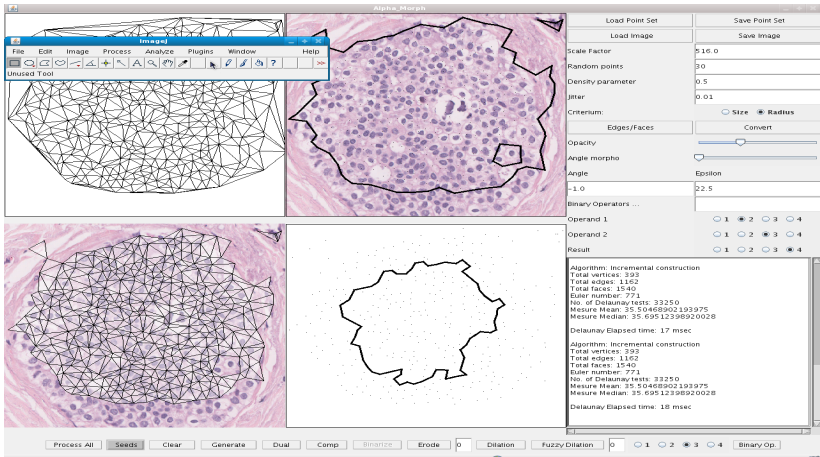 Alpha_Morph
ImageJ
File Edit Image Process Analyze Plugins Window Help
Unused Tool
Load Point Set Save Point Set
Load Image Save Image
Scale Factor 516.0
Random points 30
Density parameter 0.5
Jitter 0.01
Criterium: Size Radius
Edges/Faces Convert
Opacity
Angle morpho
Angle Epsilon
-1.0 22.5
Binary Operators ...
Operand 1 1 2 3 4
Operand 2 1 2 3 4
Result 1 2 3 4
Algorithm: Incremental construction
Total vertices: 393
Total edges: 1162
Total faces: 1540
Euler number: 771
No. of Delaunay tests: 33250
Mesure Mean: 35.50468902193975
Mesure Median: 35.69512398920028
Delaunay Elapsed time: 17 msec
Algorithm: Incremental construction
Total vertices: 393
Total edges: 1162
Total faces: 1540
Euler number: 771
No. of Delaunay tests: 33250
Mesure Mean: 35.50468902193975
Mesure Median: 35.69512398920028
Delaunay Elapsed time: 18 msec
Process All Seeds Clear Generate Dual Comp Binarize Erode 0 Dilation Fuzzy Dilation 0 1 2 3 4 Binary Op.